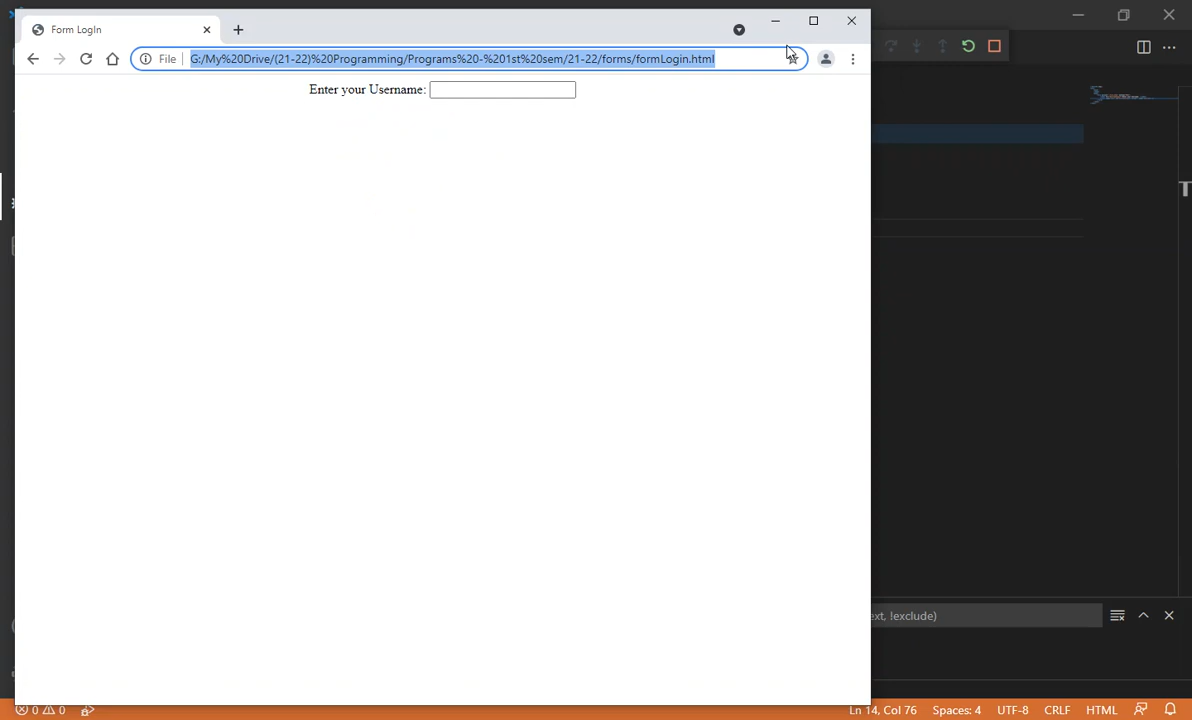 Form LogIn
File
G:/My%20Drive/(21-22)%20Programming/Programs%20-%201st%20sem/21-22/forms/formLogin.html
Enter your Username:
ext, !exclude)
0 0
Ln 14, Col 76 Spaces: 4 UTF-8 CRLF HTML